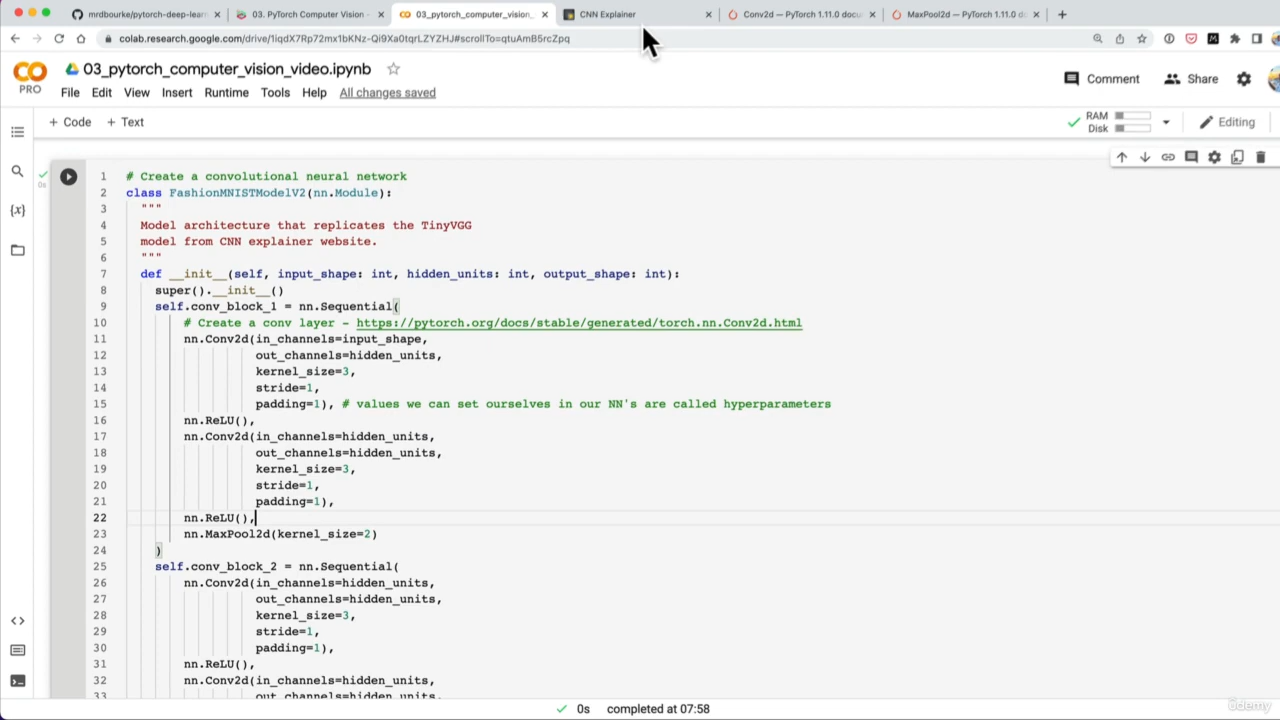 mrdbourke/pytorch-deep-learn
03. PyTorch Computer Vision -
03_pytorch_computer_vision_
CNN Explainer
Conv2d — PyTorch 1.11.0 docu
MaxPool2d — PyTorch 1.11.0 do
colab.research.google.com/drive/1iqdX7Rp72mx1bKNz-Qi9Xa0tqrLZYZHJ#scrollTo=qtuAmB5rcZpq
PRO
03_pytorch_computer_vision_video.ipynb
File Edit View Insert Runtime Tools Help All changes saved
Comment
Share
+ Code + Text
RAM
Disk
Editing
0s
1 # Create a convolutional neural network
2 class FashionMNISTModelV2(nn.Module):
3 """
4 Model architecture that replicates the TinyVGG
5 model from CNN explainer website.
6 """
7 def __init__(self, input_shape: int, hidden_units: int, output_shape: int):
8 super().__init__()
9 self.conv_block_1 = nn.Sequential(
10 # Create a conv layer - https://pytorch.org/docs/stable/generated/torch.nn.Conv2d.html
11 nn.Conv2d(in_channels=input_shape,
12 out_channels=hidden_units,
13 kernel_size=3,
14 stride=1,
15 padding=1), # values we can set ourselves in our NN's are called hyperparameters
16 nn.ReLU(),
17 nn.Conv2d(in_channels=hidden_units,
18 out_channels=hidden_units,
19 kernel_size=3,
20 stride=1,
21 padding=1),
22 nn.ReLU(),
23 nn.MaxPool2d(kernel_size=2)
24 )
25 self.conv_block_2 = nn.Sequential(
26 nn.Conv2d(in_channels=hidden_units,
27 out_channels=hidden_units,
28 kernel_size=3,
29 stride=1,
30 padding=1),
31 nn.ReLU(),
32 nn.Conv2d(in_channels=hidden_units,
33 out_channels=hidden_units,
0s completed at 07:58
ûdemy